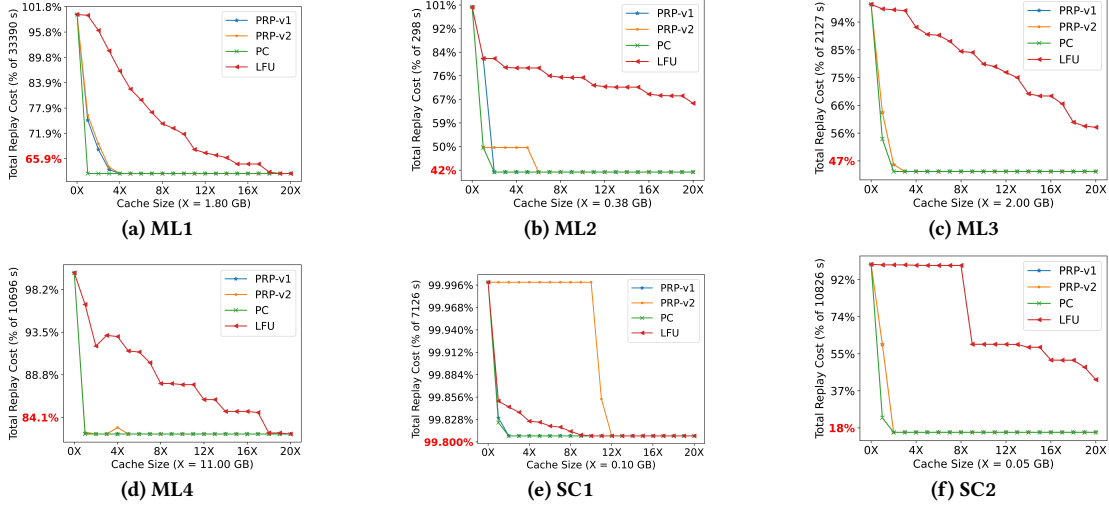 Total Replay Cost (% of 33390 s)
101.8%
95.8%
89.8%
83.9%
77.9%
71.9%
65.9%
PRP-v1
PRP-v2
PC
LFU
0X 4X 8X 12X 16X 20X
Cache Size (X = 1.80 GB)
(a) ML1
Total Replay Cost (% of 298 s)
101%
92%
84%
76%
67%
59%
50%
42%
PRP-v1
PRP-v2
PC
LFU
0X 4X 8X 12X 16X 20X
Cache Size (X = 0.38 GB)
(b) ML2
Total Replay Cost (% of 2127 s)
94%
85%
75%
66%
56%
47%
PRP-v1
PRP-v2
PC
LFU
0X 4X 8X 12X 16X 20X
Cache Size (X = 2.00 GB)
(c) ML3
Total Replay Cost (% of 10696 s)
98.2%
93.5%
88.8%
84.1%
PRP-v1
PRP-v2
PC
LFU
0X 4X 8X 12X 16X 20X
Cache Size (X = 11.00 GB)
(d) ML4
Total Replay Cost (% of 7126 s)
99.996%
99.968%
99.940%
99.912%
99.884%
99.856%
99.828%
99.800%
PRP-v1
PRP-v2
PC
LFU
0X 4X 8X 12X 16X 20X
Cache Size (X = 0.10 GB)
(e) SC1
Total Replay Cost (% of 10826 s)
92%
74%
55%
37%
18%
PRP-v1
PRP-v2
PC
LFU
0X 4X 8X 12X 16X 20X
Cache Size (X = 0.05 GB)
(f) SC2